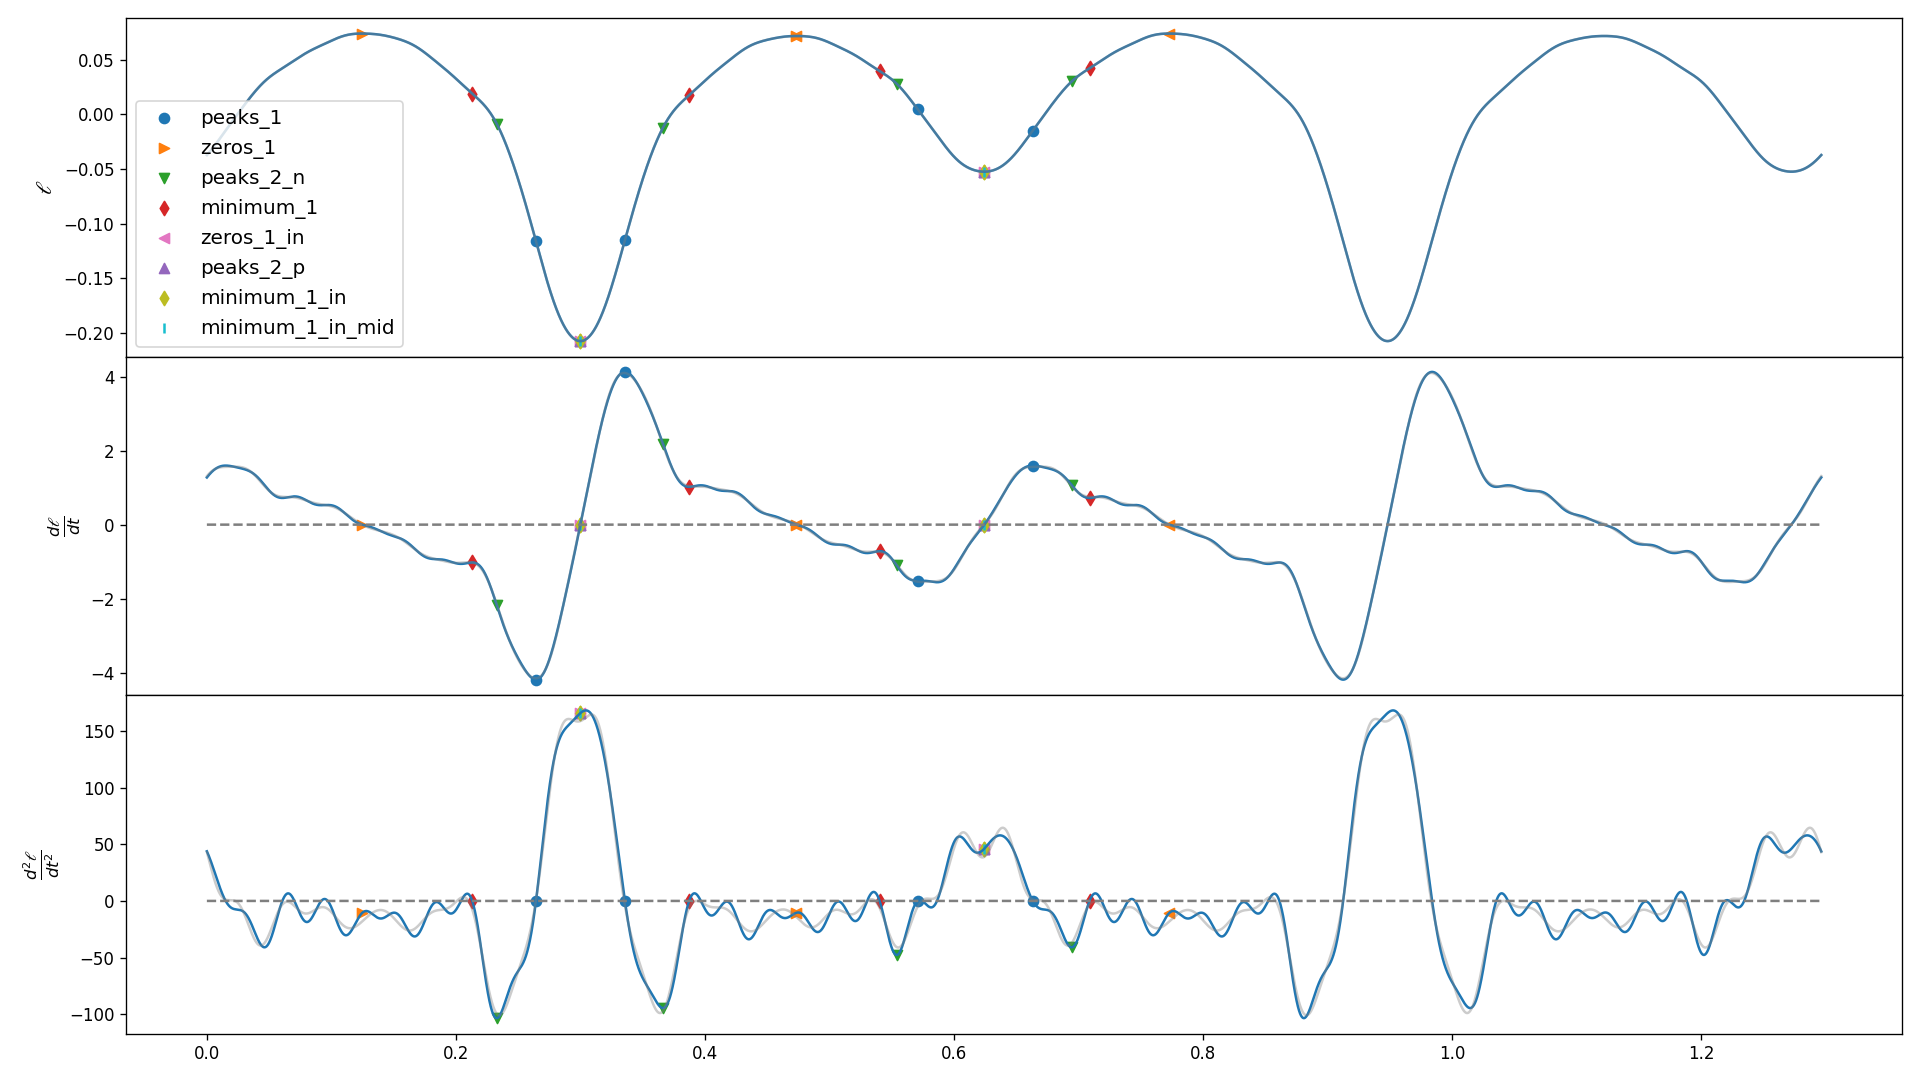 0.05
0.00
−0.05
−0.10
−0.15
−0.20
ℓ
peaks_1
zeros_1
peaks_2_n
minimum_1
zeros_1_in
peaks_2_p
minimum_1_in
minimum_1_in_mid
4
2
0
−2
−4
dℓ
dt
150
100
50
0
−50
−100
d²ℓ
dt²
0.0 0.2 0.4 0.6 0.8 1.0 1.2